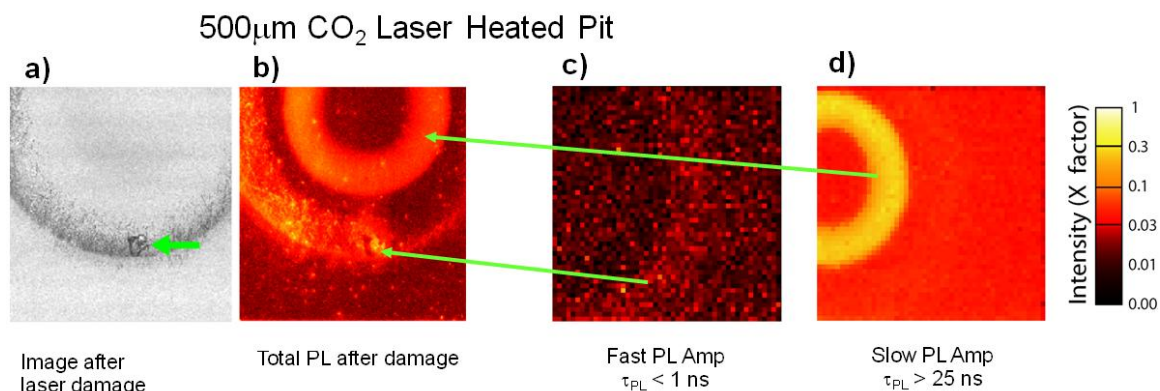 500μm CO₂ Laser Heated Pit
a)
b)
c)
d)
Intensity (X factor)
1
0.3
0.1
0.03
0.01
0.00
Image after
laser damage
Total PL after damage
Fast PL Amp
τPL < 1 ns
Slow PL Amp
τPL > 25 ns